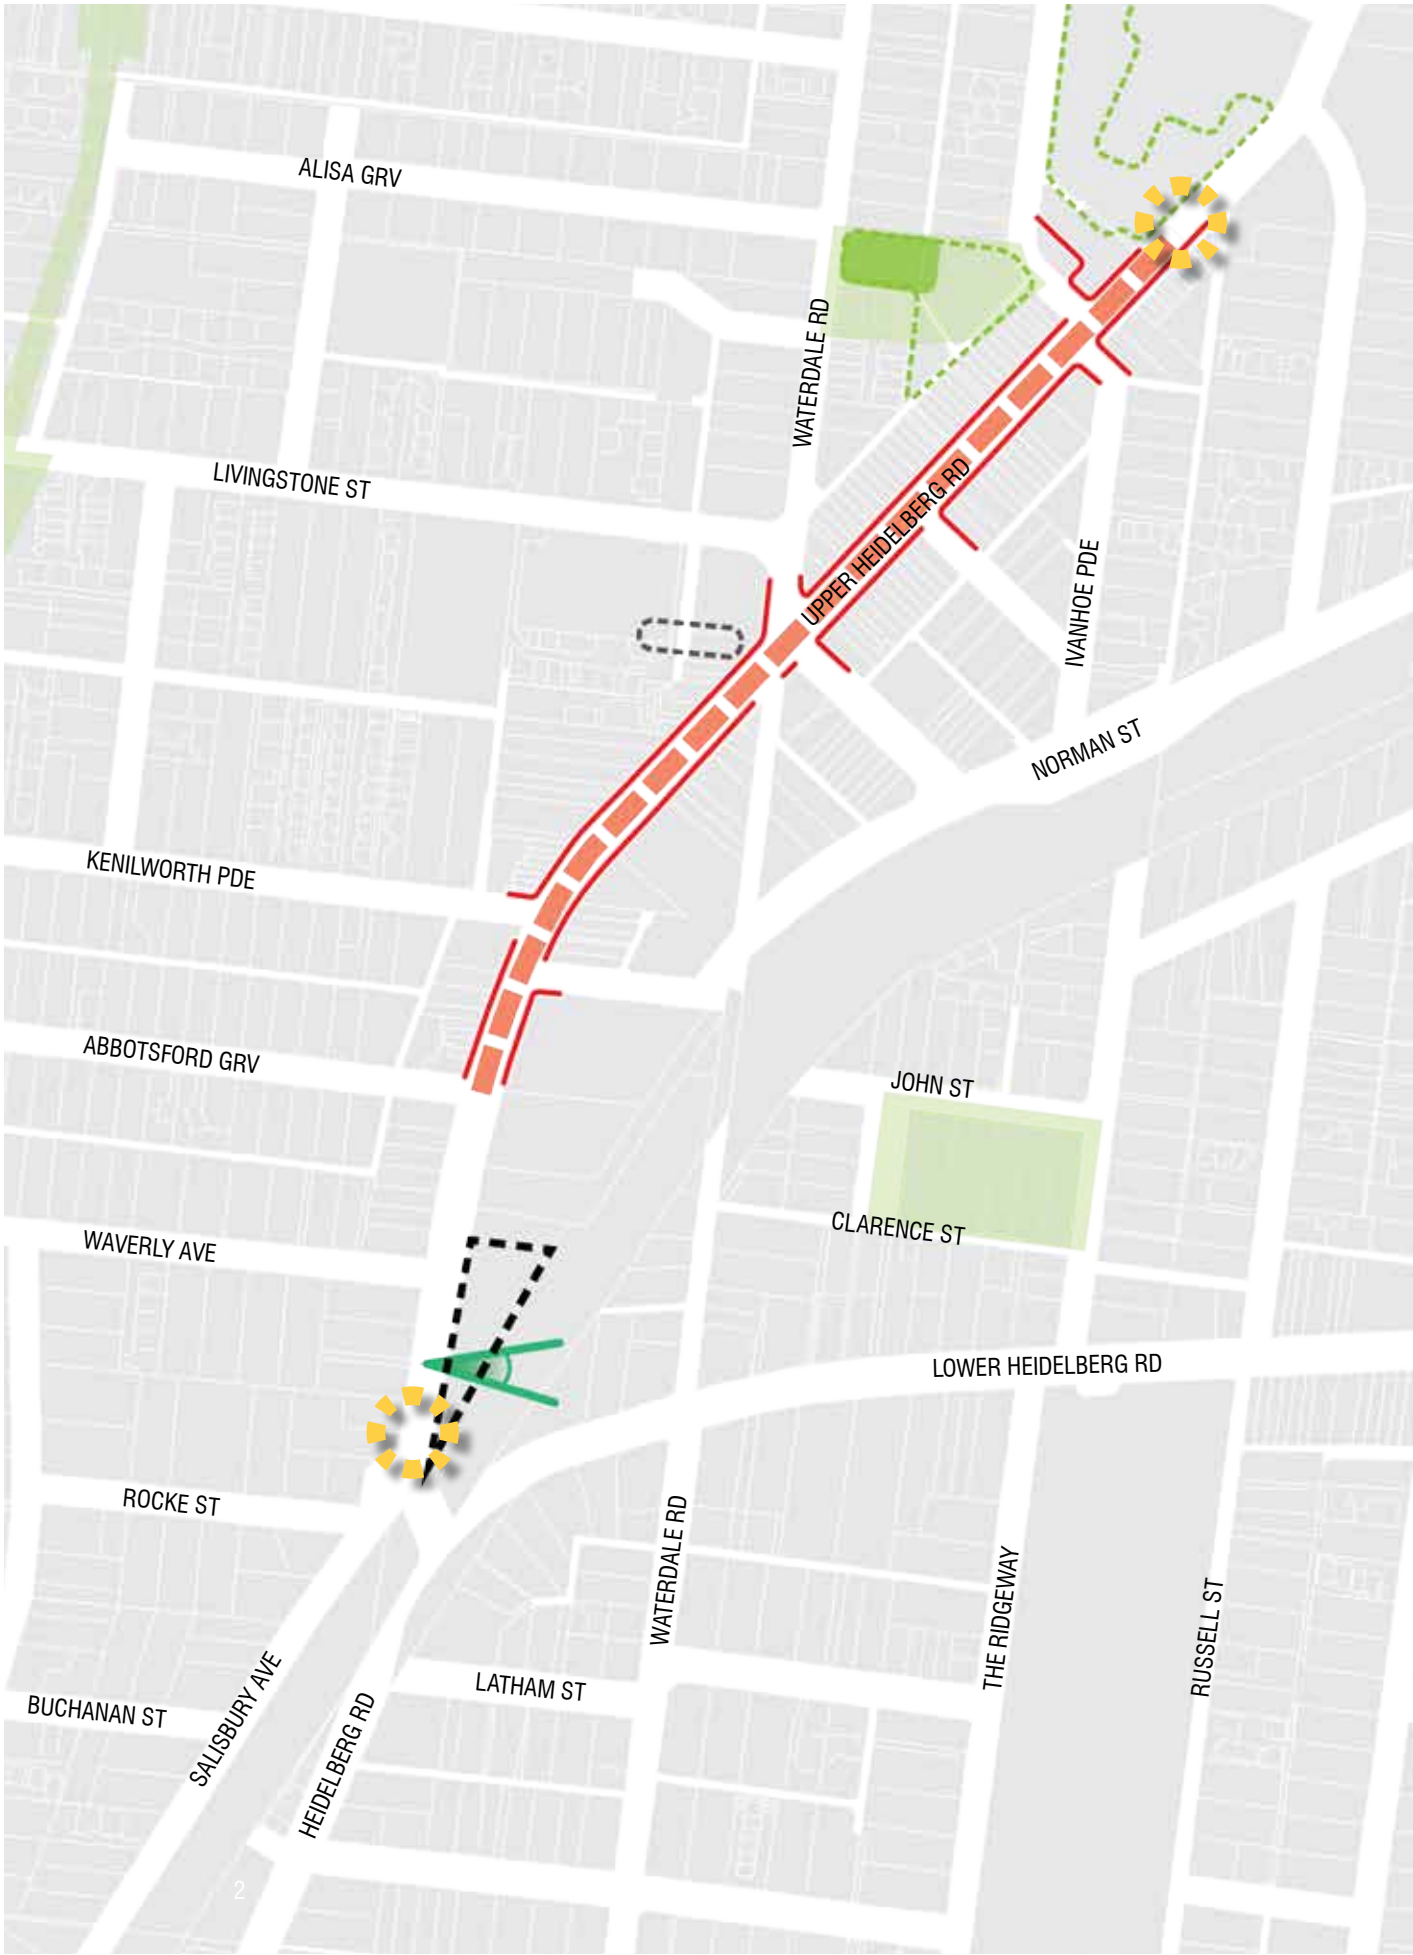 ALISA GRV
WATERDALE RD
LIVINGSTONE ST
UPPER HEIDELBERG RD
IVANHOE PDE
NORMAN ST
KENILWORTH PDE
ABBOTSFORD GRV
JOHN ST
CLARENCE ST
WAVERLY AVE
LOWER HEIDELBERG RD
ROCKE ST
WATERDALE RD
THE RIDGEWAY
RUSSELL ST
SALISBURY AVE
LATHAM ST
BUCHANAN ST
HEIDELBERG RD
2